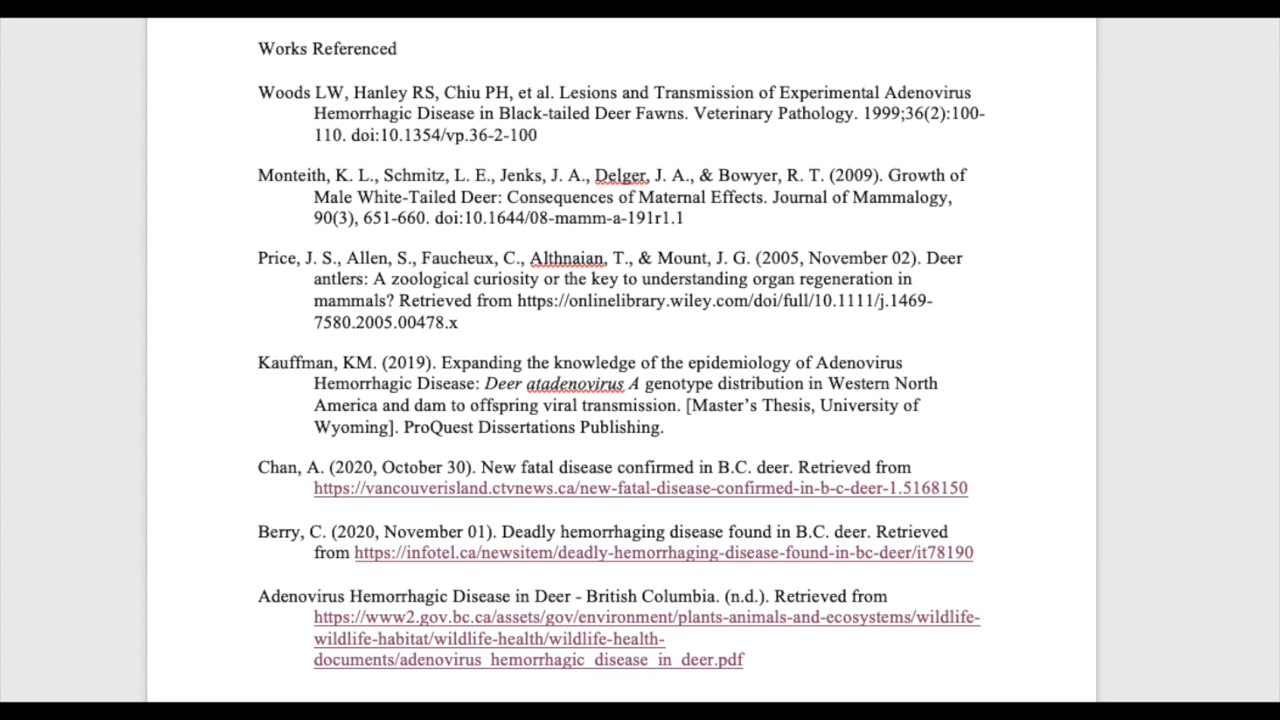 Works Referenced
Woods LW, Hanley RS, Chiu PH, et al. Lesions and Transmission of Experimental Adenovirus
Hemorrhagic Disease in Black-tailed Deer Fawns. Veterinary Pathology. 1999;36(2):100-
110. doi:10.1354/vp.36-2-100
Monteith, K. L., Schmitz, L. E., Jenks, J. A., Delger, J. A., & Bowyer, R. T. (2009). Growth of
Male White-Tailed Deer: Consequences of Maternal Effects. Journal of Mammalogy,
90(3), 651-660. doi:10.1644/08-mamm-a-191r1.1
Price, J. S., Allen, S., Faucheux, C., Althnaian, T., & Mount, J. G. (2005, November 02). Deer
antlers: A zoological curiosity or the key to understanding organ regeneration in
mammals? Retrieved from https://onlinelibrary.wiley.com/doi/full/10.1111/j.1469-
7580.2005.00478.x
Kauffman, KM. (2019). Expanding the knowledge of the epidemiology of Adenovirus
Hemorrhagic Disease: Deer atadenovirus A genotype distribution in Western North
America and dam to offspring viral transmission. [Master’s Thesis, University of
Wyoming]. ProQuest Dissertations Publishing.
Chan, A. (2020, October 30). New fatal disease confirmed in B.C. deer. Retrieved from
https://vancouverisland.ctvnews.ca/new-fatal-disease-confirmed-in-b-c-deer-1.5168150
Berry, C. (2020, November 01). Deadly hemorrhaging disease found in B.C. deer. Retrieved
from https://infotel.ca/newsitem/deadly-hemorrhaging-disease-found-in-bc-deer/it78190
Adenovirus Hemorrhagic Disease in Deer - British Columbia. (n.d.). Retrieved from
https://www2.gov.bc.ca/assets/gov/environment/plants-animals-and-ecosystems/wildlife-
wildlife-habitat/wildlife-health/wildlife-health-
documents/adenovirus_hemorrhagic_disease_in_deer.pdf